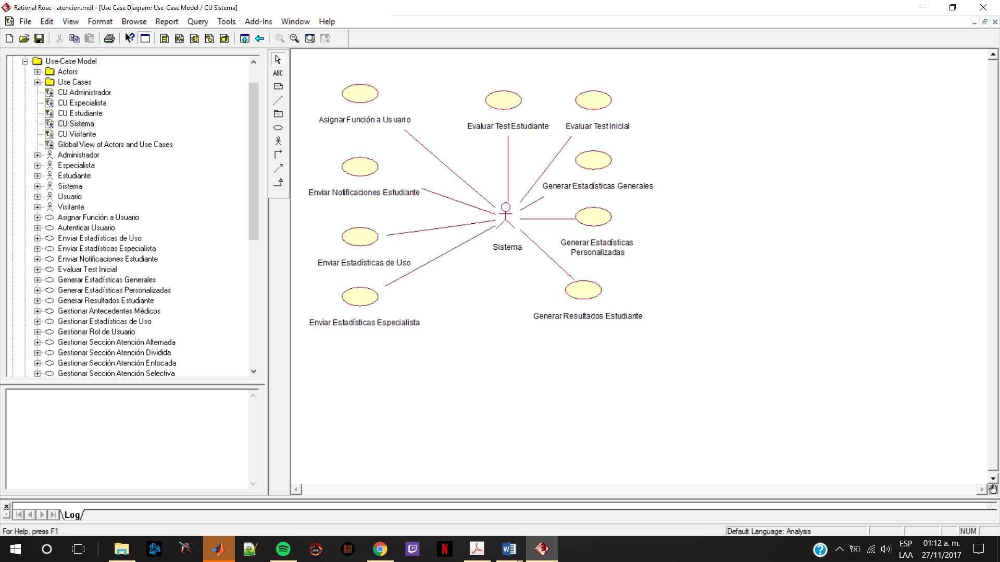 Rational Rose - atencion.mdl - [Use Case Diagram: Use-Case Model / CU Sistema]
File Edit View Format Browse Report Query Tools Add-Ins Window Help
Use-Case Model
Actors
Use Cases
CU Administrador
CU Especialista
CU Estudiante
CU Sistema
CU Visitante
Global View of Actors and Use Cases
Administrador
Especialista
Estudiante
Sistema
Usuario
Visitante
Asignar Función a Usuario
Autenticar Usuario
Enviar Estadísticas de Uso
Enviar Estadísticas Especialista
Enviar Notificaciones Estudiante
Evaluar Test Inicial
Generar Estadísticas Generales
Generar Estadísticas Personalizadas
Generar Resultados Estudiante
Gestionar Antecedentes Médicos
Gestionar Estadísticas de Uso
Gestionar Rol de Usuario
Gestionar Sección Atención Alternada
Gestionar Sección Atención Dividida
Gestionar Sección Atención Enfocada
Gestionar Sección Atención Selectiva
ABC
Asignar Función a Usuario
Evaluar Test Estudiante
Evaluar Test Inicial
Enviar Notificaciones Estudiante
Generar Estadísticas Generales
Enviar Estadísticas de Uso
Sistema
Generar Estadísticas
Personalizadas
Enviar Estadísticas Especialista
Generar Resultados Estudiante
Log
For Help, press F1
Default Language: Analysis
NUM
ESP
LAA
01:12 a. m.
27/11/2017